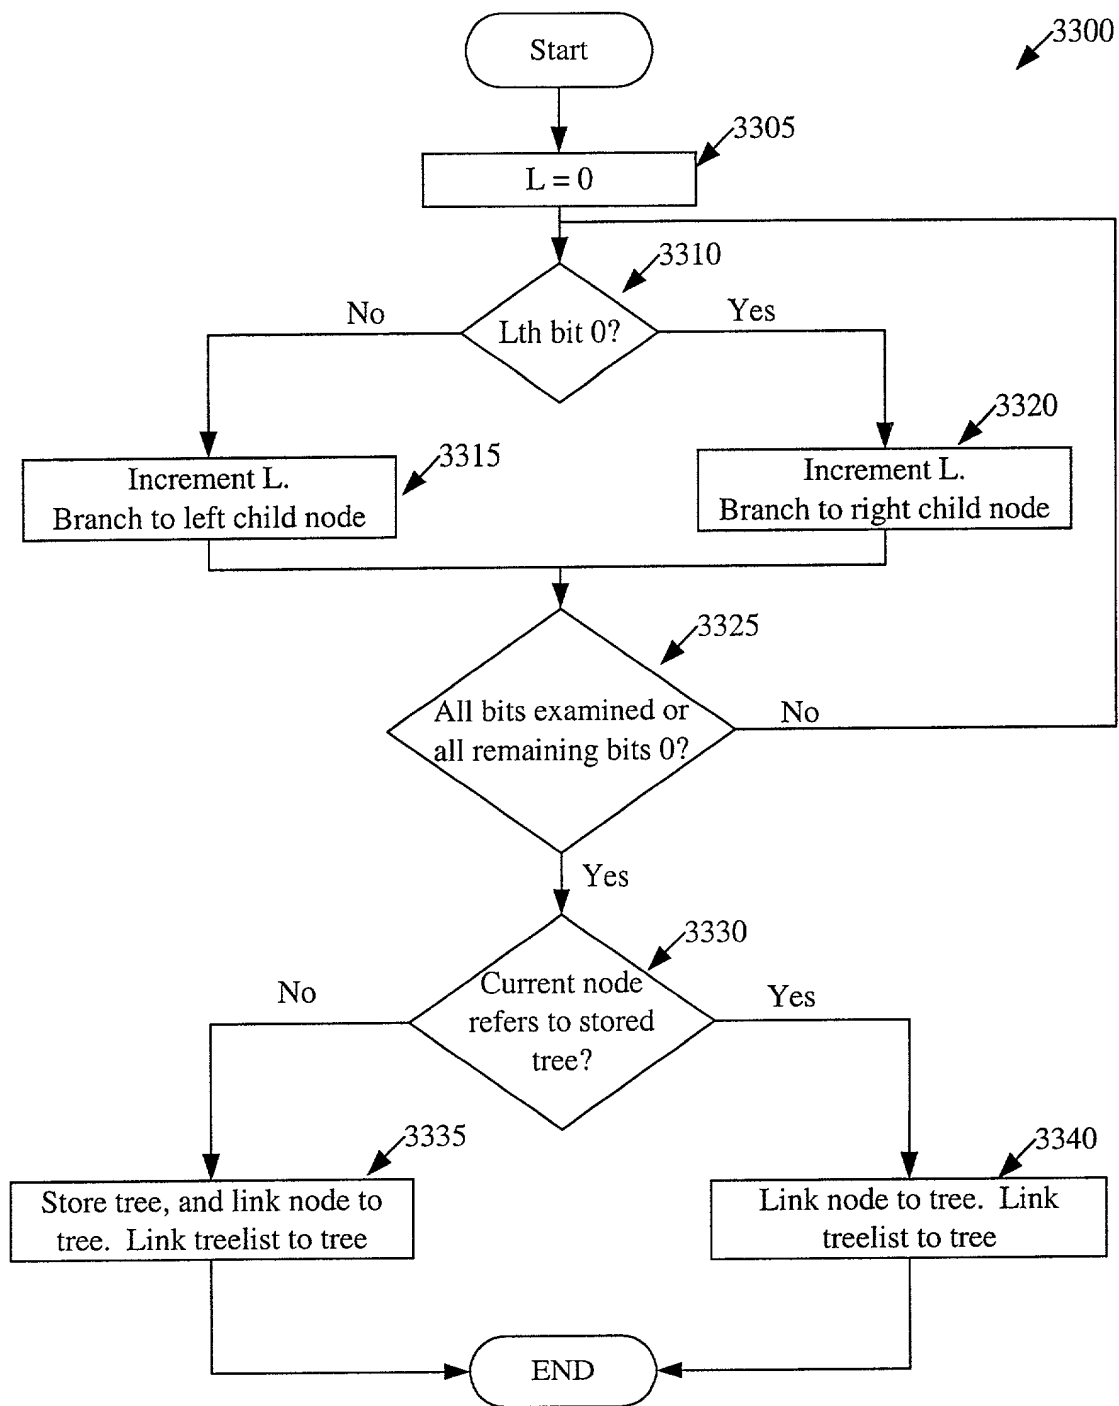 3300
Start
3305
L = 0
3310
No
Yes
Lth bit 0?
3315
3320
Increment L.
Branch to left child node
Increment L.
Branch to right child node
3325
All bits examined or
all remaining bits 0?
No
Yes
3330
No
Yes
Current node
refers to stored
tree?
3335
3340
Store tree, and link node to
tree. Link treelist to tree
Link node to tree. Link
treelist to tree
END